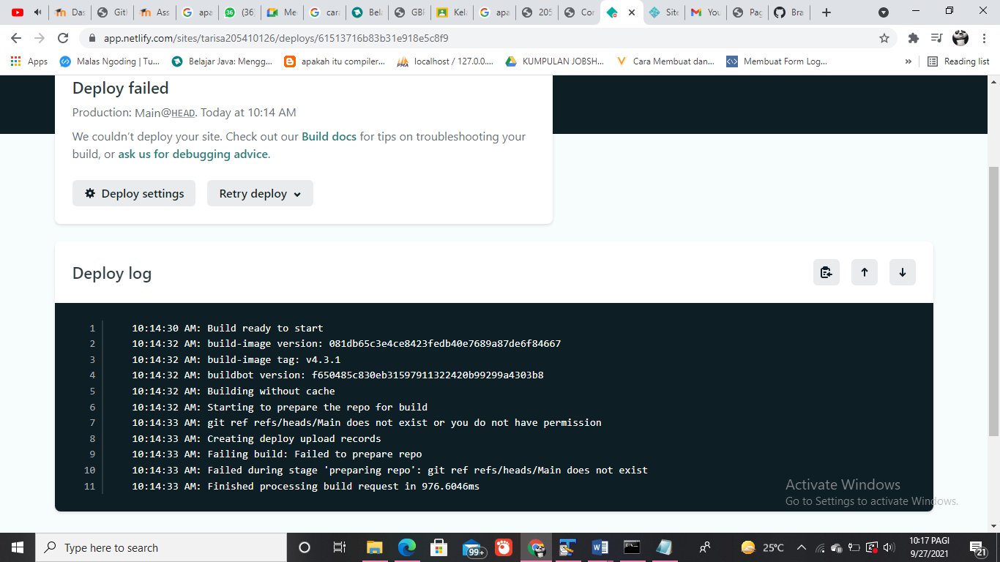 Das
Git
Ass
apa
(36)
Me
cara
Bela
GBF
Kela
apa
205
Cor
Site
You
Pag
Bra
app.netlify.com/sites/tarisa205410126/deploys/61513716b83b31e918e5c8f9
Apps
Malas Ngoding | Tu...
Belajar Java: Mengg...
apakah itu compiler...
localhost / 127.0.0....
KUMPULAN JOBSH...
Cara Membuat dan...
Membuat Form Log...
»
Reading list
Deploy failed
Production: Main@HEAD. Today at 10:14 AM
We couldn’t deploy your site. Check out our Build docs for tips on troubleshooting your
build, or ask us for debugging advice.
Deploy settings
Retry deploy
Deploy log
1 10:14:30 AM: Build ready to start
2 10:14:32 AM: build-image version: 081db65c3e4ce8423fedb40e7689a87de6f84667
3 10:14:32 AM: build-image tag: v4.3.1
4 10:14:32 AM: buildbot version: f650485c830eb31597911322420b99299a4303b8
5 10:14:32 AM: Building without cache
6 10:14:32 AM: Starting to prepare the repo for build
7 10:14:33 AM: git ref refs/heads/Main does not exist or you do not have permission
8 10:14:33 AM: Creating deploy upload records
9 10:14:33 AM: Failing build: Failed to prepare repo
10 10:14:33 AM: Failed during stage 'preparing repo': git ref refs/heads/Main does not exist
11 10:14:33 AM: Finished processing build request in 976.6046ms
Activate Windows
Go to Settings to activate Windows.
Type here to search
99+
25°C
10:17 PAGI
9/27/2021
21